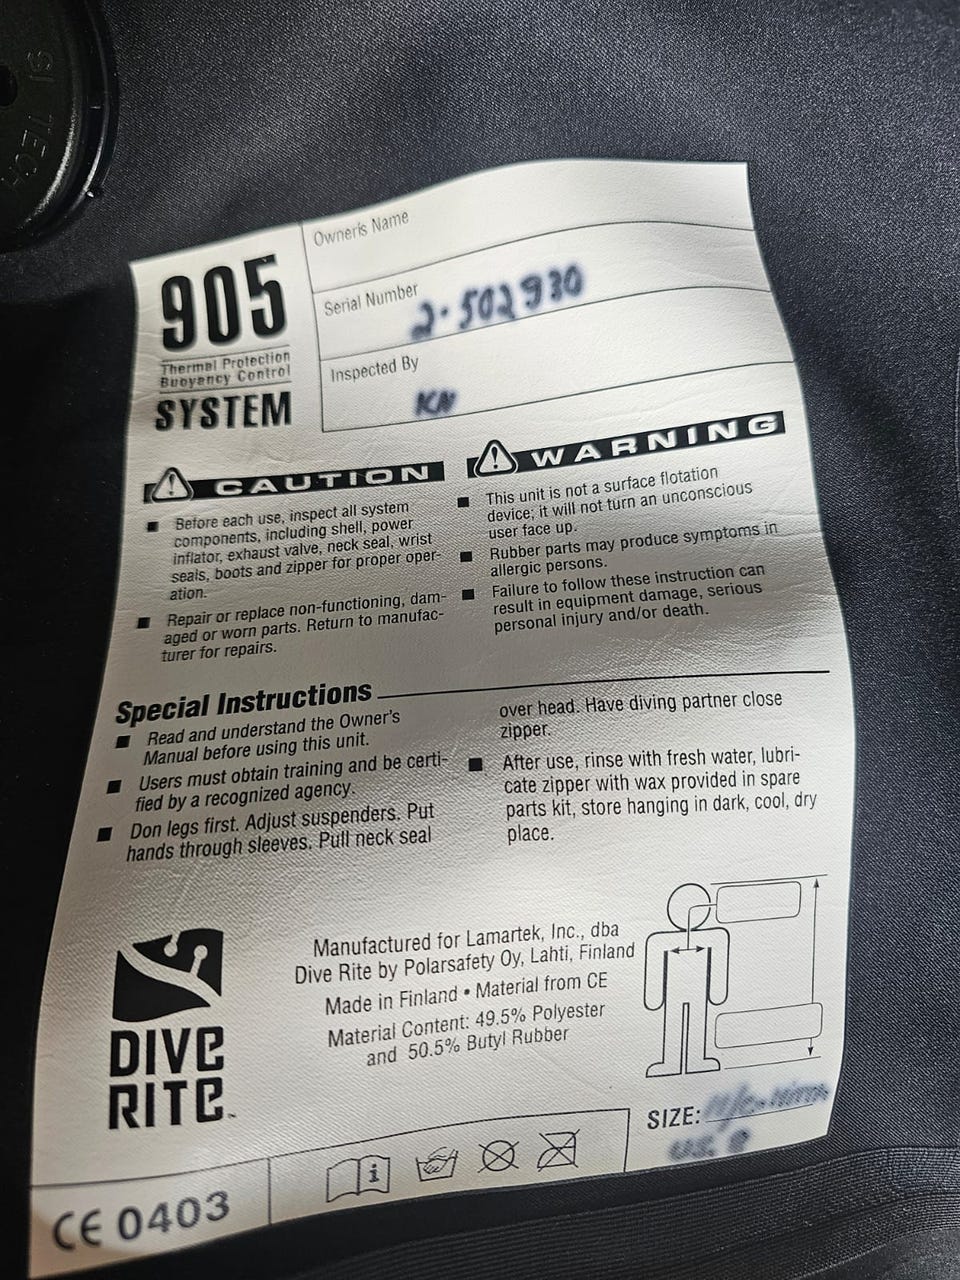 SI TECH
905
Thermal Protection
Buoyancy Control
SYSTEM
Owner's Name
Serial Number 2·502930
Inspected By
KN
CAUTION
■ Before each use, inspect all system
components, including shell, power
inflator, exhaust valve, neck seal, wrist
seals, boots and zipper for proper oper-
ation.
■ Repair or replace non-functioning, dam-
aged or worn parts. Return to manufac-
turer for repairs.
WARNING
■ This unit is not a surface flotation
device; it will not turn an unconscious
user face up.
■ Rubber parts may produce symptoms in
allergic persons.
■ Failure to follow these instruction can
result in equipment damage, serious
personal injury and/or death.
Special Instructions
■ Read and understand the Owner's
Manual before using this unit.
■ Users must obtain training and be certi-
fied by a recognized agency.
■ Don legs first. Adjust suspenders. Put
hands through sleeves. Pull neck seal
over head. Have diving partner close
zipper.
■ After use, rinse with fresh water, lubri-
cate zipper with wax provided in spare
parts kit, store hanging in dark, cool, dry
place.
DIVE
RITE™
Manufactured for Lamartek, Inc., dba
Dive Rite by Polarsafety Oy, Lahti, Finland
Made in Finland • Material from CE
Material Content: 49.5% Polyester
and 50.5% Butyl Rubber
SIZE:
US.
CE 0403
i